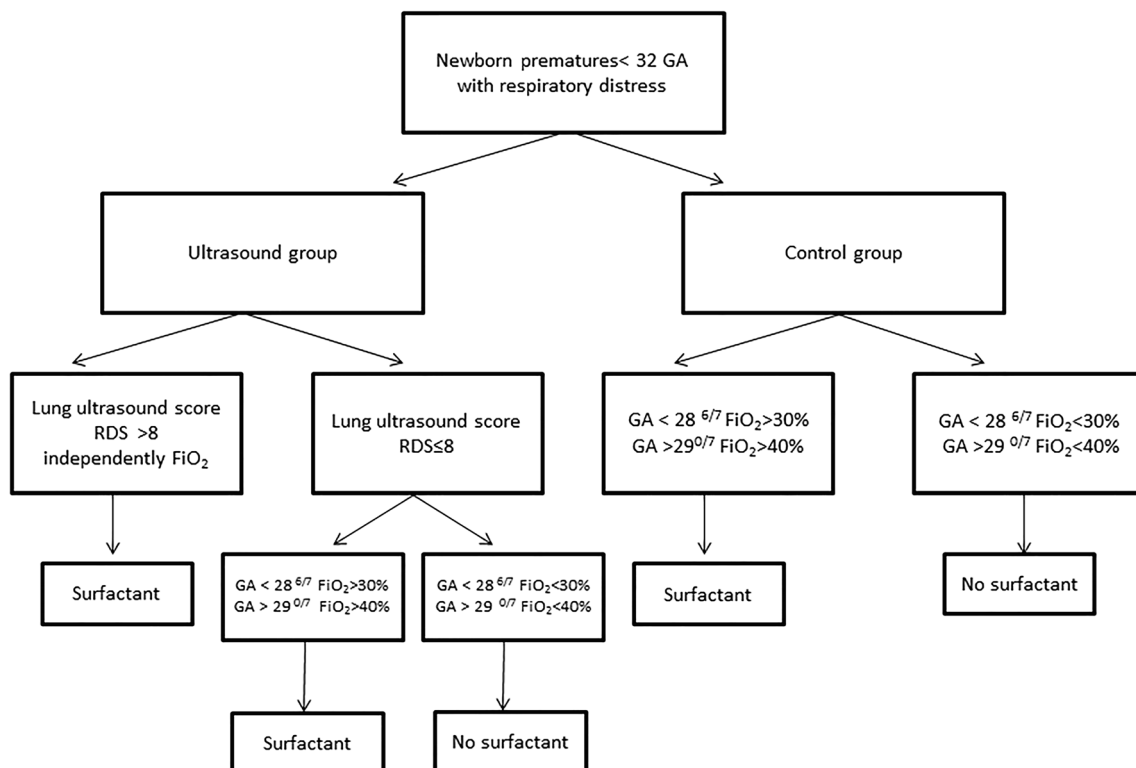 Newborn prematures< 32 GA
with respiratory distress
Ultrasound group
Control group
Lung ultrasound score
RDS >8
independently FiO₂
Lung ultrasound score
RDS≤8
GA < 28 ⁶/⁷ FiO₂>30%
GA >29⁰/⁷ FiO₂>40%
GA < 28 ⁶/⁷ FiO₂<30%
GA >29 ⁰/⁷ FiO₂<40%
Surfactant
GA < 28 ⁶/⁷ FiO₂>30%
GA > 29 ⁰/⁷ FiO₂>40%
GA < 28 ⁶/⁷ FiO₂<30%
GA > 29 ⁰/⁷ FiO₂<40%
Surfactant
No surfactant
Surfactant
No surfactant